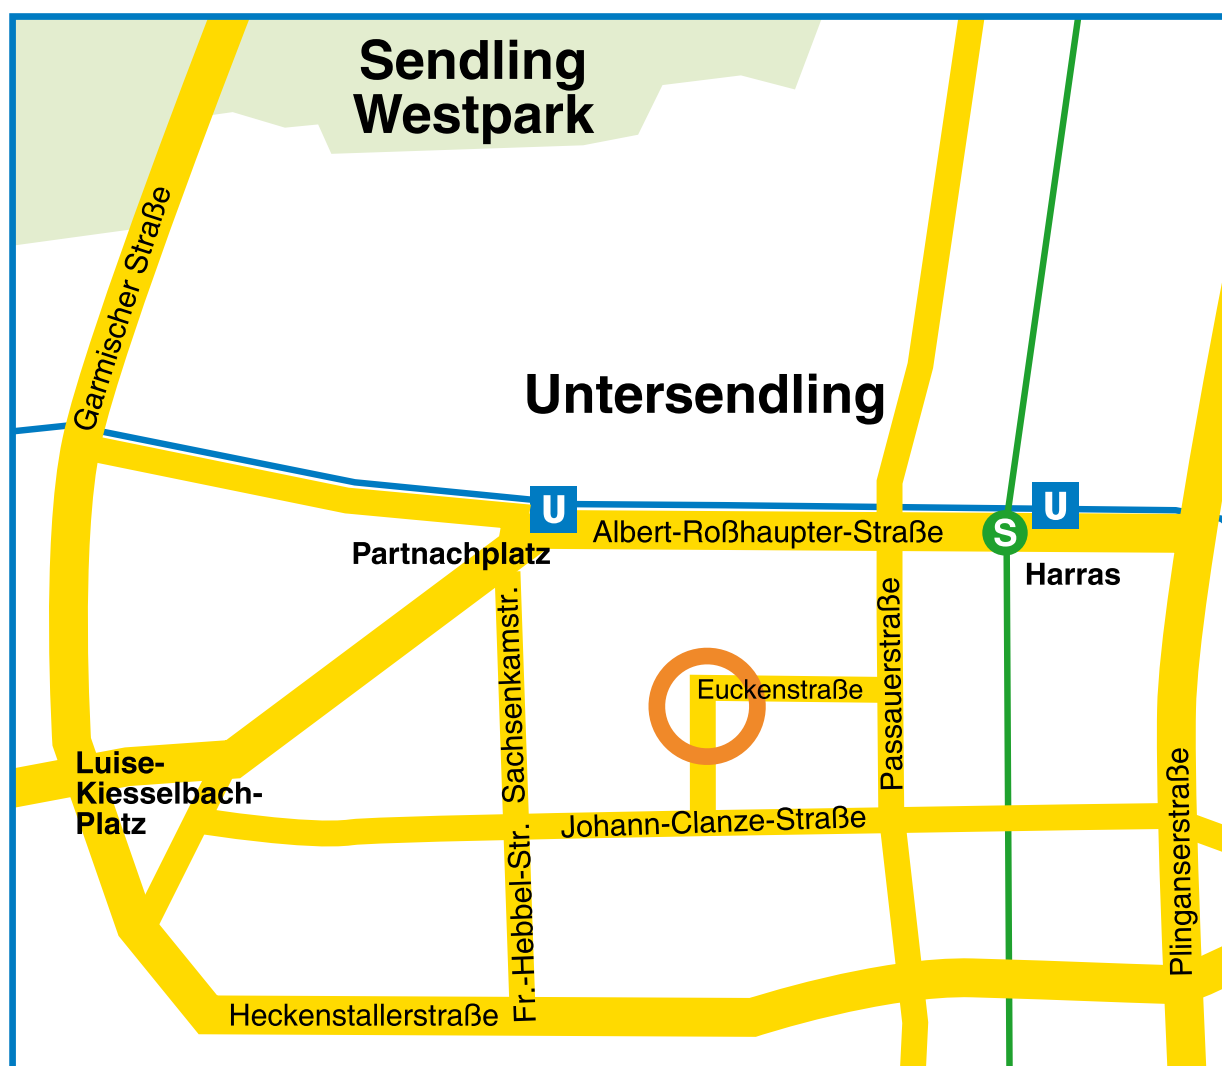 Sendling
Westpark
Garmischer Straße
Untersendling
U
U
Albert-Roßhaupter-Straße
S
Partnachplatz
Harras
Sachsenkamstr.
Passauerstraße
Euckenstraße
Luise-
Kiesselbach-
Platz
Johann-Clanze-Straße
Plinganserstraße
Fr.-Hebbel-Str.
Heckenstallerstraße